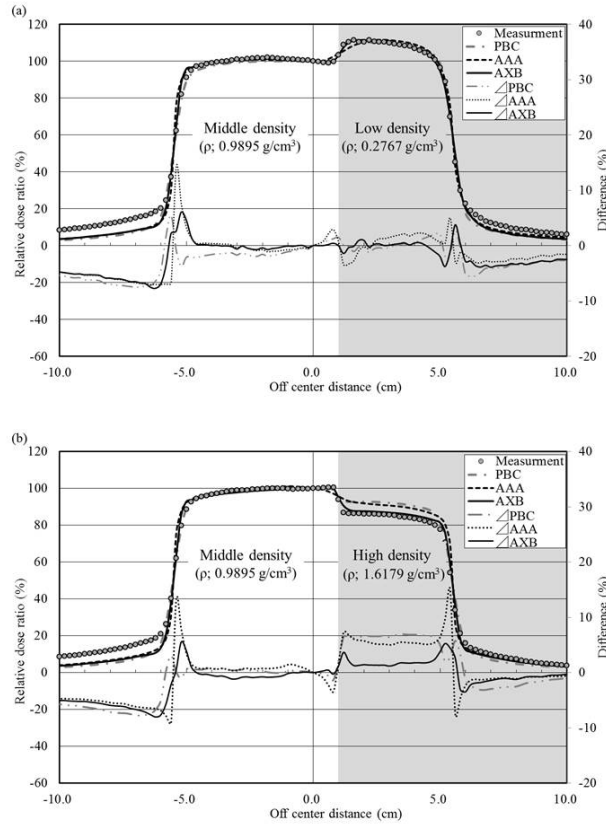 (a)
120
100
80
60
40
20
0
-20
-40
-60
Relative dose ratio (%)
40
30
20
10
0
-10
-20
Difference (%)
Measurment
PBC
AAA
AXB
⊿PBC
⊿AAA
⊿AXB
Middle density
(ρ; 0.9895 g/cm³)
Low density
(ρ; 0.2767 g/cm³)
-10.0 -5.0 0.0 5.0 10.0
Off center distance (cm)
(b)
120
100
80
60
40
20
0
-20
-40
-60
Relative dose ratio (%)
40
30
20
10
0
-10
-20
Difference (%)
Measurment
PBC
AAA
AXB
⊿PBC
⊿AAA
⊿AXB
Middle density
(ρ; 0.9895 g/cm³)
High density
(ρ; 1.6179 g/cm³)
-10.0 -5.0 0.0 5.0 10.0
Off center distance (cm)